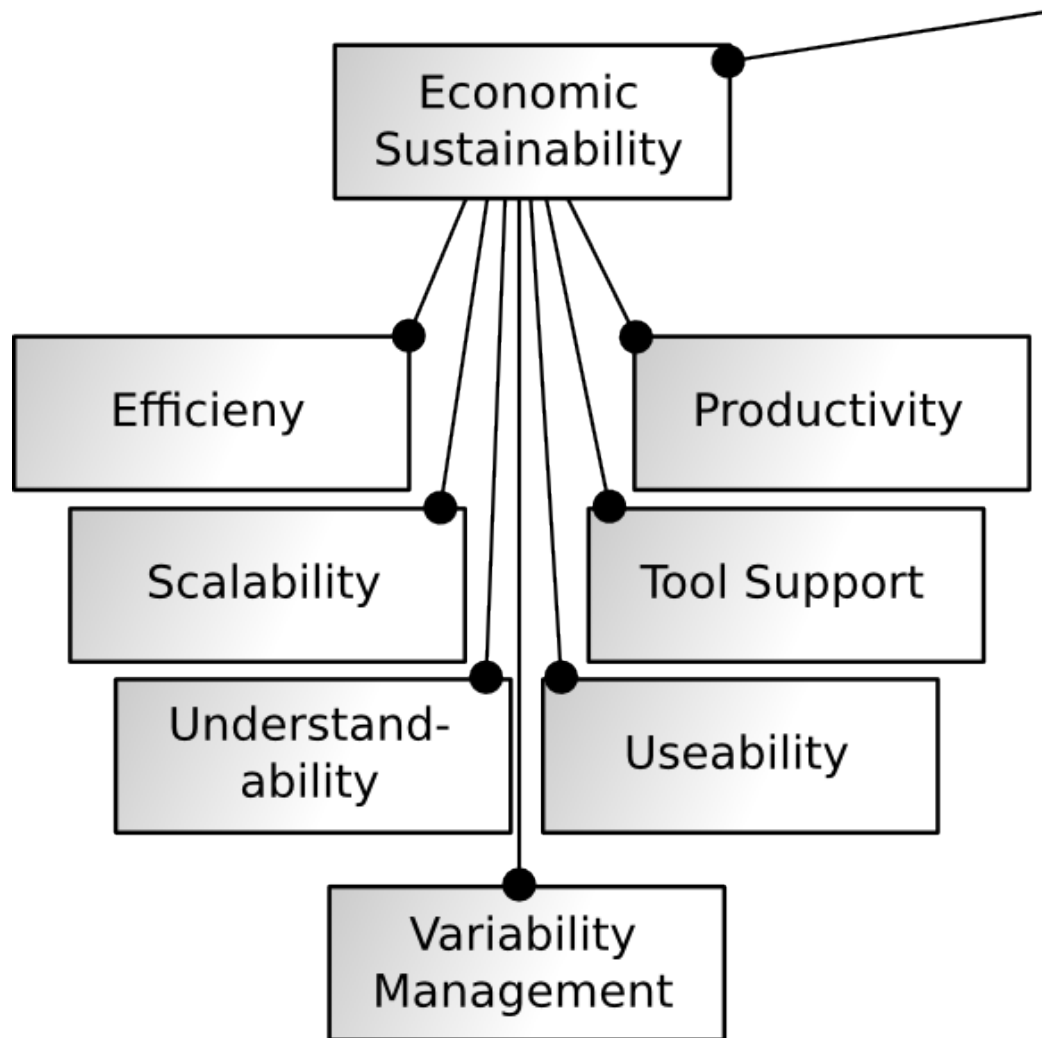 Economic
Sustainability
Efficieny
Productivity
Scalability
Tool Support
Understand-
ability
Useability
Variability
Management